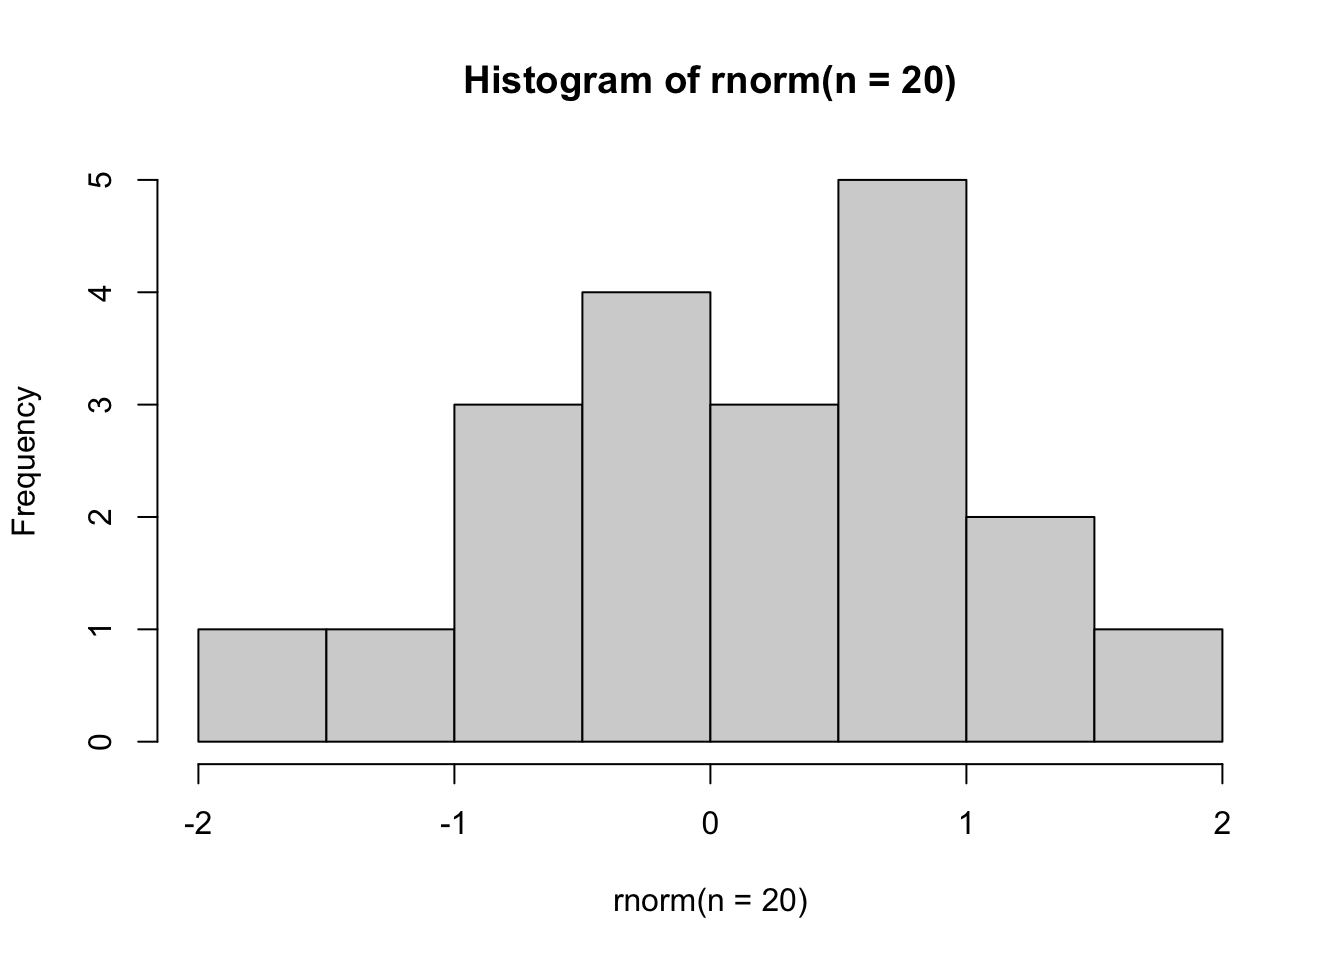 Histogram of rnorm(n = 20)
Frequency
5
4
3
2
1
0
-2 -1 0 1 2
rnorm(n = 20)